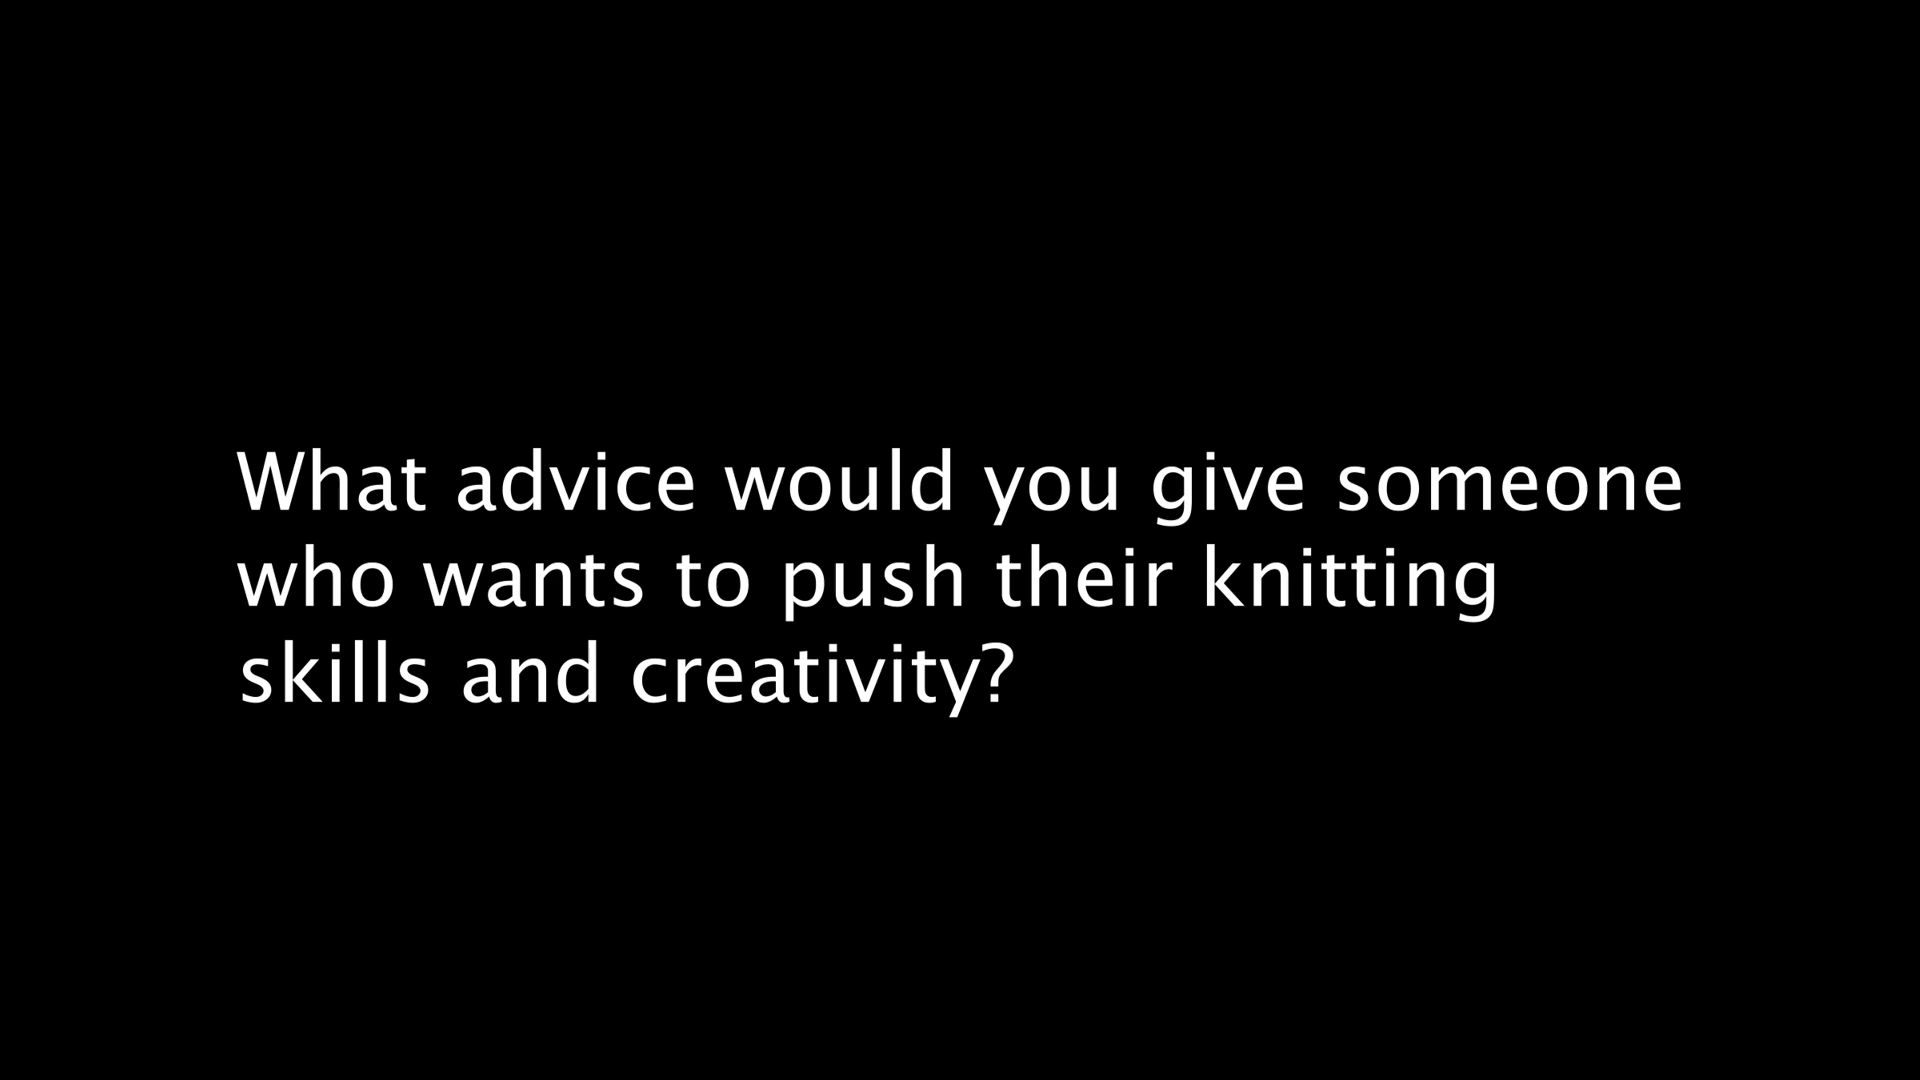 What advice would you give someone
who wants to push their knitting
skills and creativity?